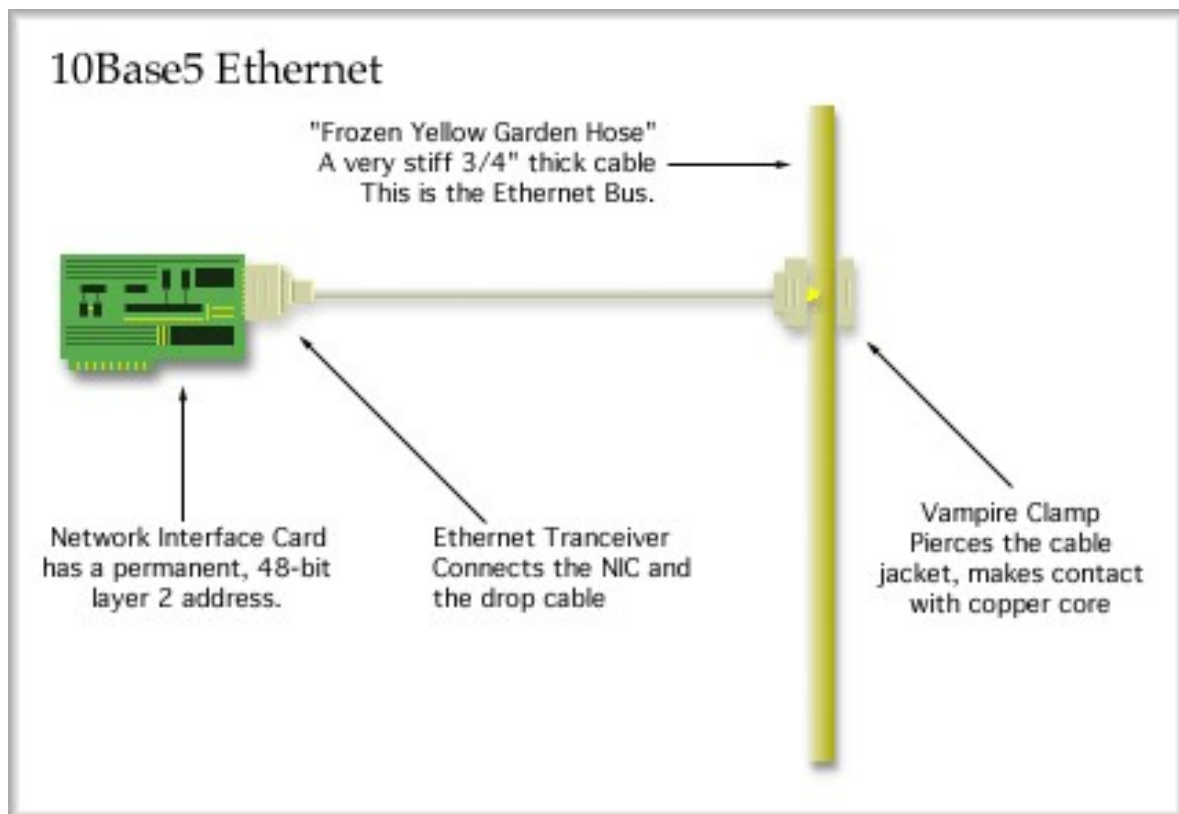 10Base5 Ethernet
"Frozen Yellow Garden Hose"
A very stiff 3/4" thick cable
This is the Ethernet Bus.
Network Interface Card
has a permanent, 48-bit
layer 2 address.
Ethernet Tranceiver
Connects the NIC and
the drop cable
Vampire Clamp
Pierces the cable
jacket, makes contact
with copper core